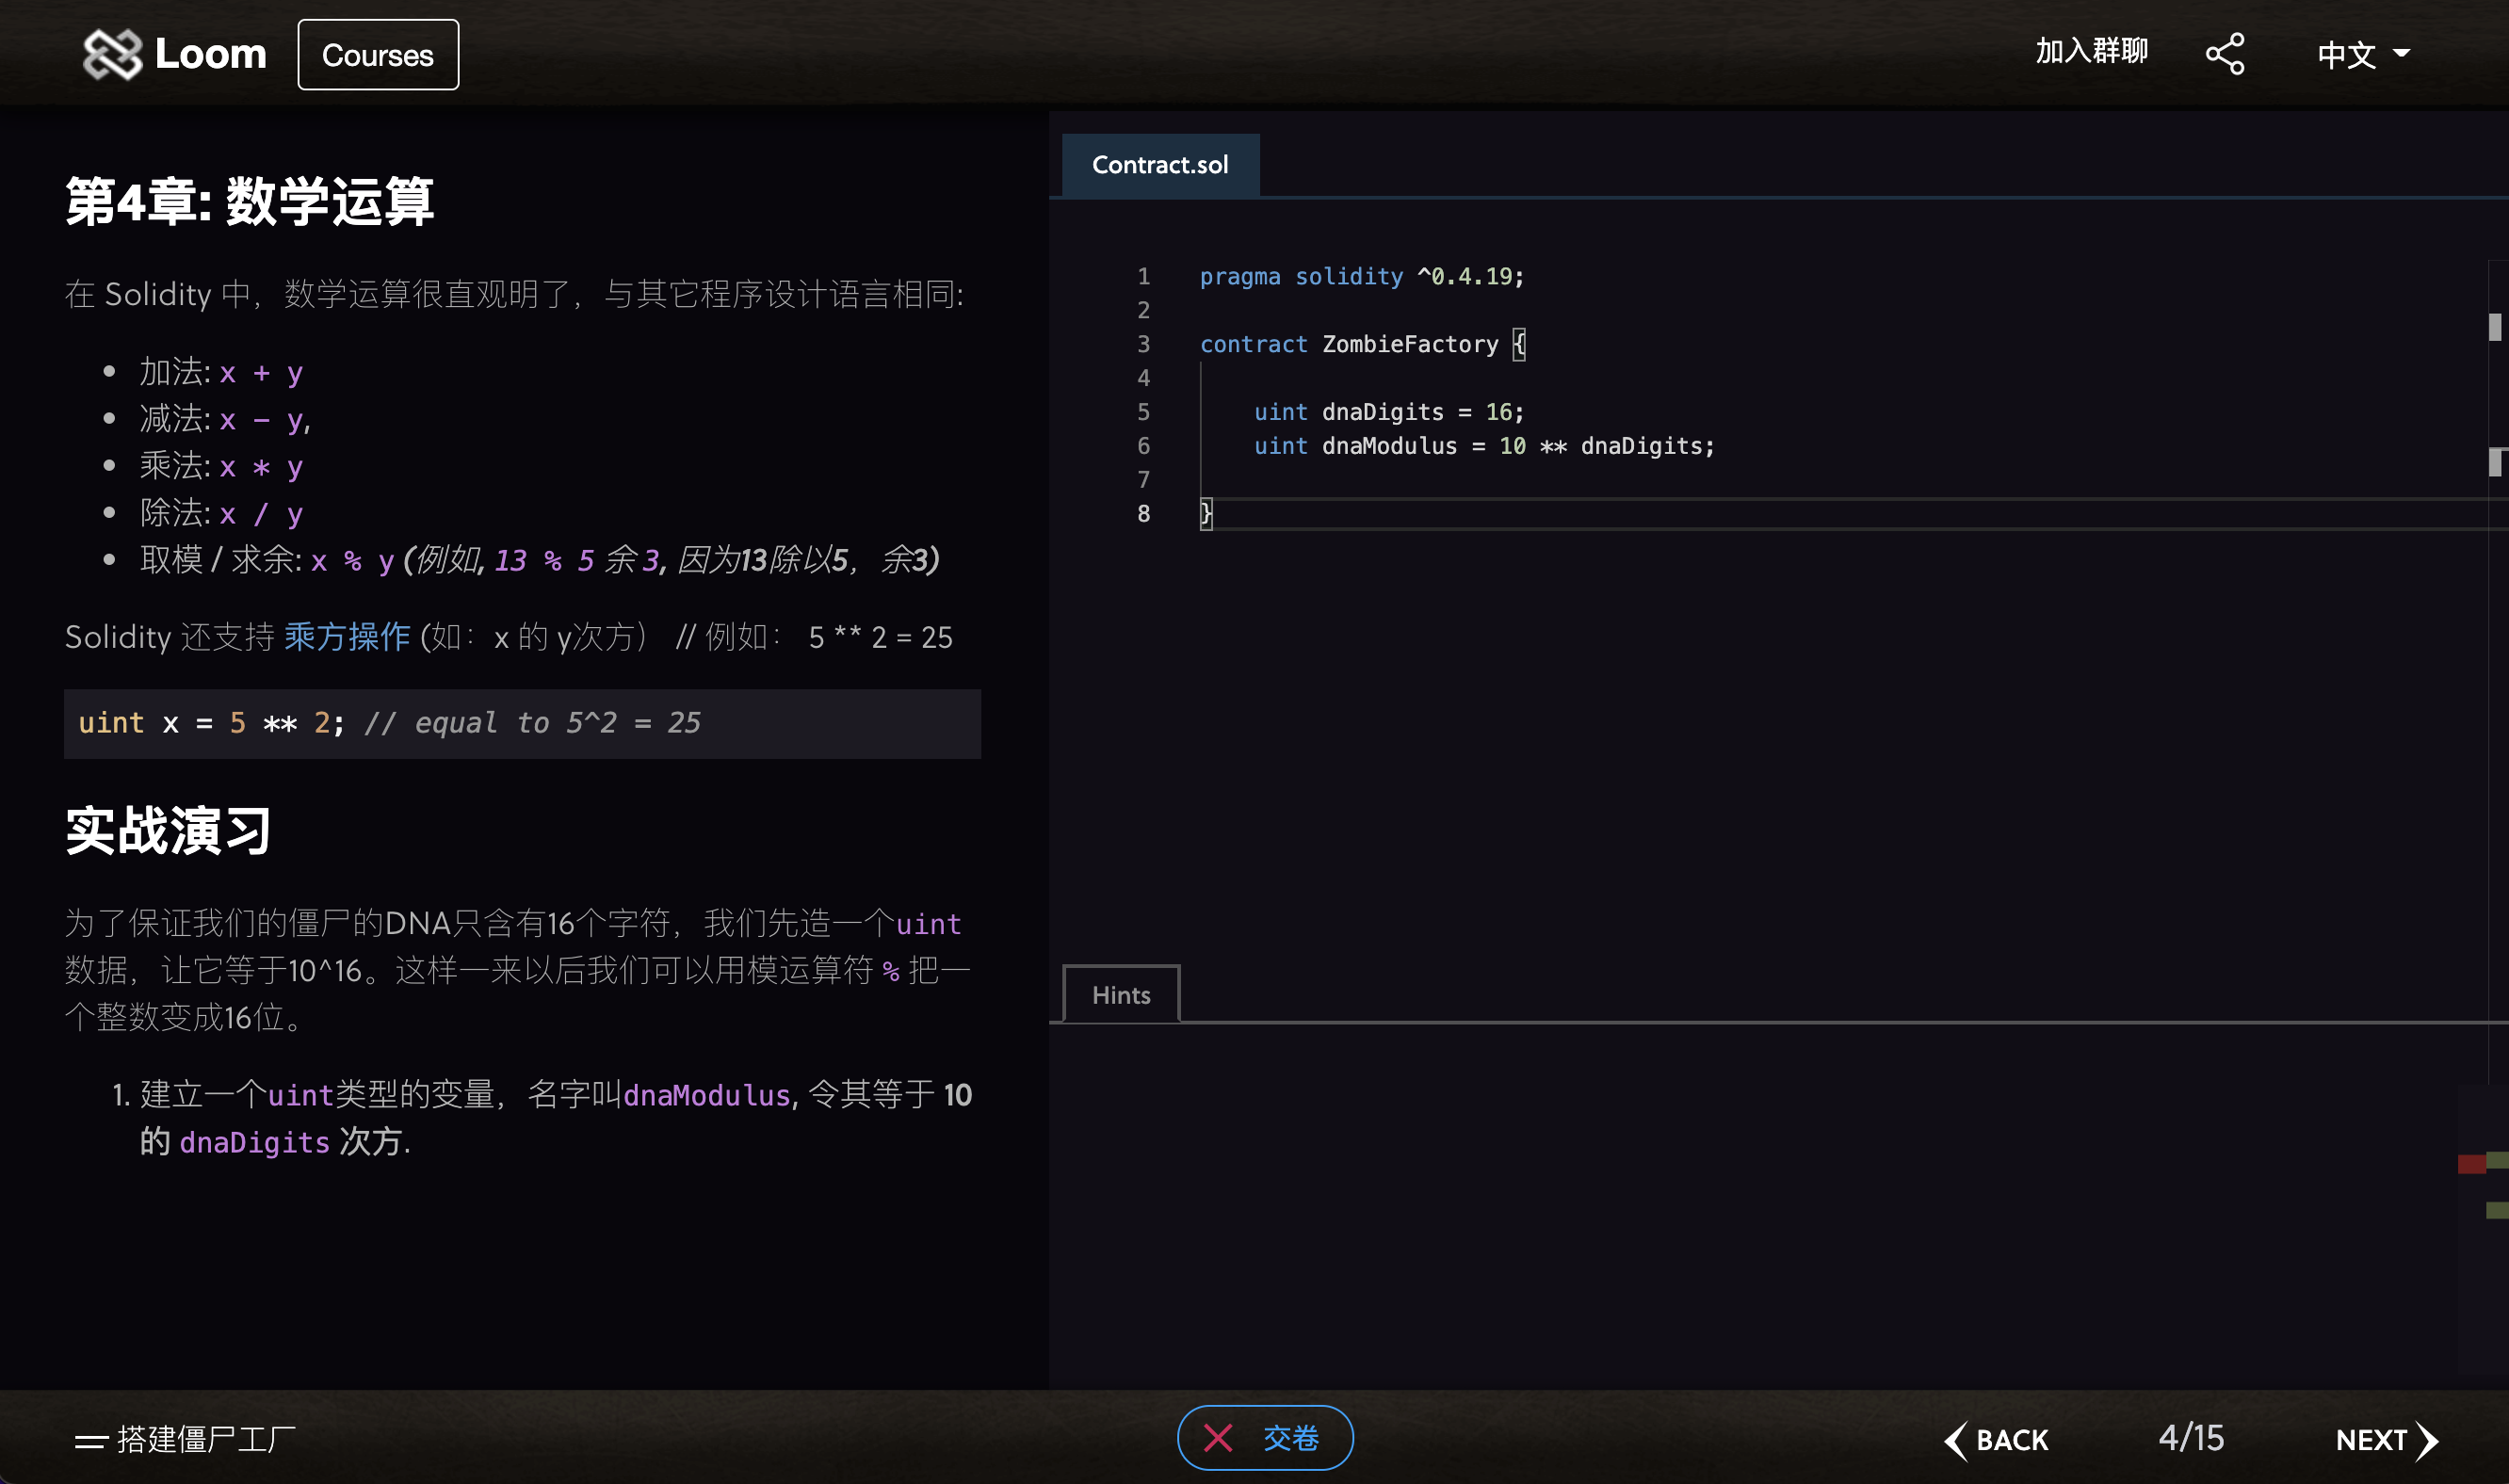 Loom
Courses
加入群聊
中文
第4章: 数学运算
在 Solidity 中，数学运算很直观明了，与其它程序设计语言相同:
加法: x + y
减法: x - y,
乘法: x * y
除法: x / y
取模 / 求余: x % y (例如, 13 % 5 余 3, 因为13除以5，余3)
Solidity 还支持 乘方操作 (如：x 的 y次方） // 例如： 5 ** 2 = 25
uint x = 5 ** 2; // equal to 5^2 = 25
实战演习
为了保证我们的僵尸的DNA只含有16个字符，我们先造一个uint
数据，让它等于10^16。这样一来以后我们可以用模运算符 % 把一
个整数变成16位。
1. 建立一个uint类型的变量，名字叫dnaModulus, 令其等于 10
的 dnaDigits 次方.
Contract.sol
1 pragma solidity ^0.4.19;
2
3 contract ZombieFactory {
4
5 uint dnaDigits = 16;
6 uint dnaModulus = 10 ** dnaDigits;
7
8 }
Hints
搭建僵尸工厂
交卷
BACK
4/15
NEXT